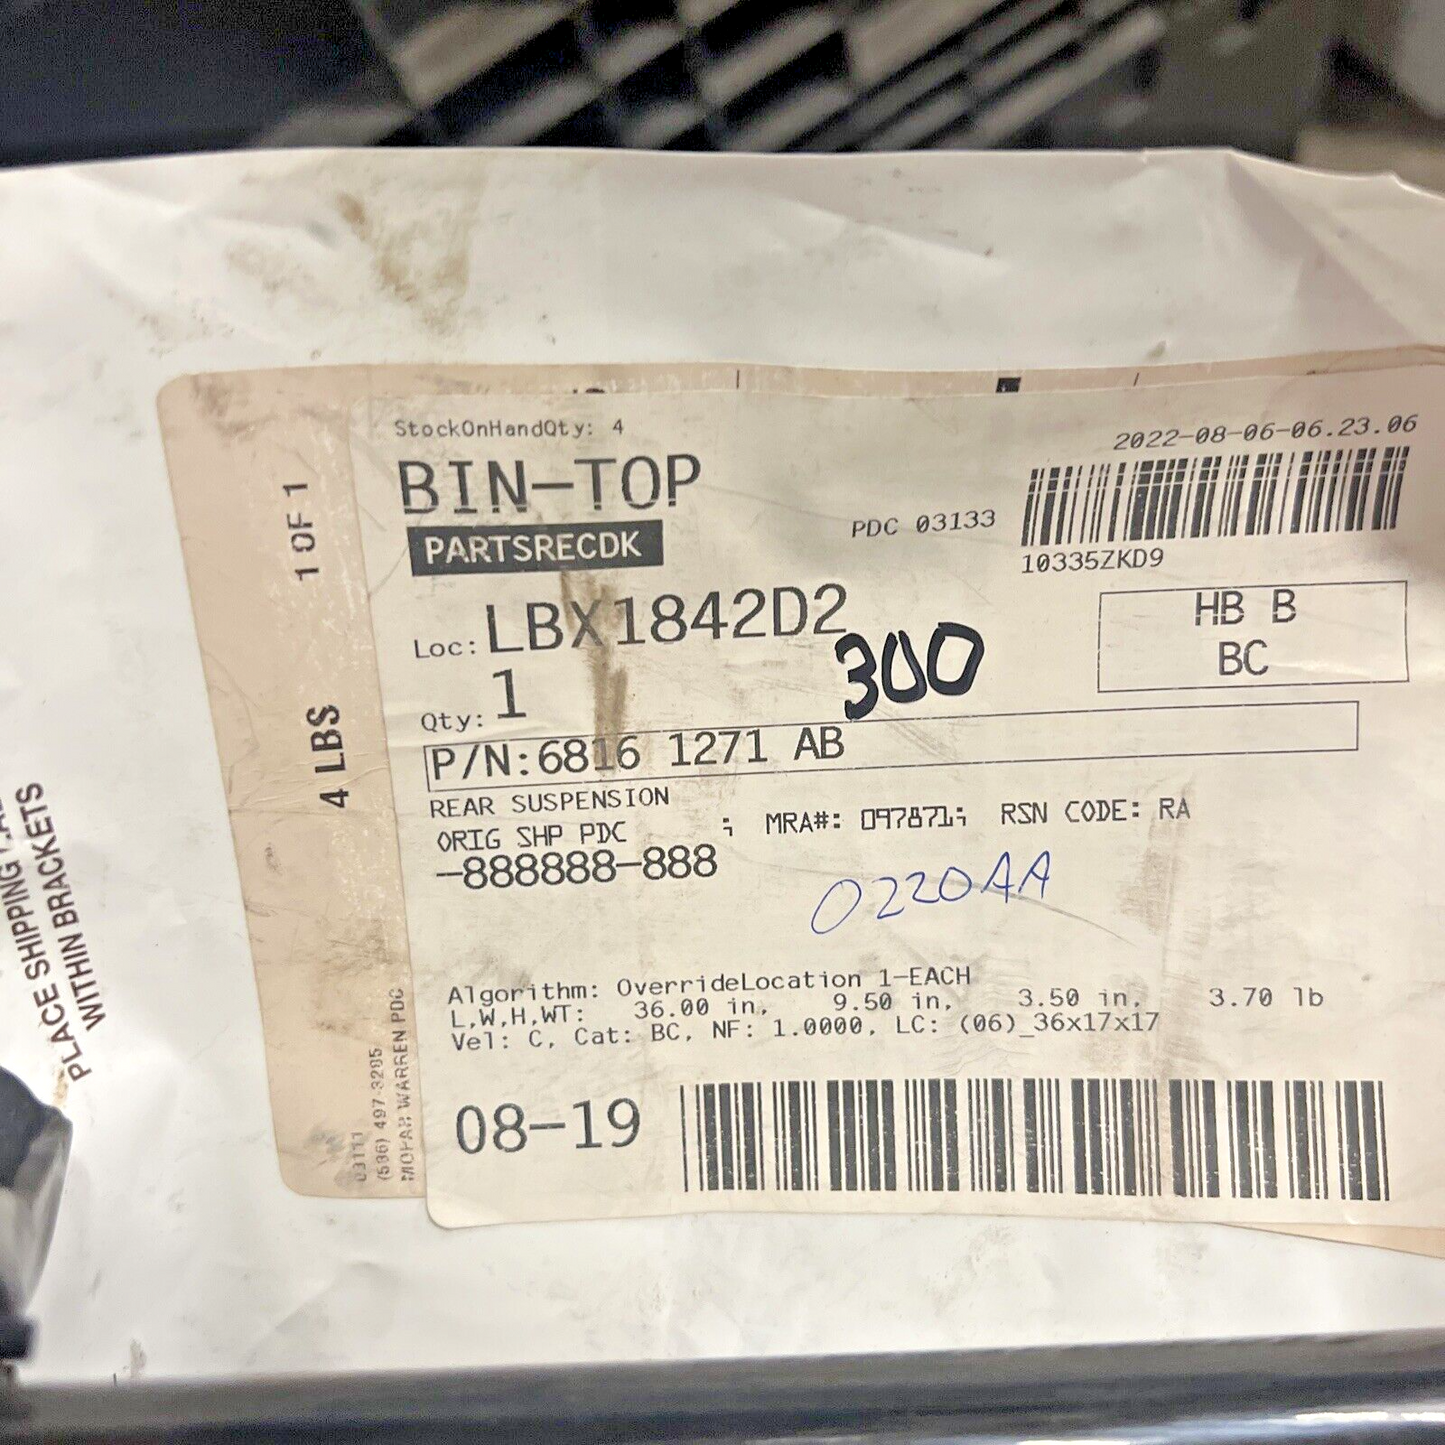 StockOnHandQty: 4
2022-08-06-06.23.06
BIN-TOP
PARTSRECDK
PDC 03133
10335ZKD9
Loc: LBX1842D2
HB B
BC
300
Qty: 1
P/N:6816 1271 AB
REAR SUSPENSION
ORIG SHP PDC ; MRA#: 097871; RSN CODE: RA
-888888-888
0220AA
Algorithm: OverrideLocation 1-EACH
L,W,H,WT: 36.00 in, 9.50 in, 3.50 in, 3.70 lb
Vel: C, Cat: BC, NF: 1.0000, LC: (06)_36x17x17
08-19
1 OF 1
4 LBS
03111
(586) 497-3295
MOPAR WARREN PDC
PLACE SHIPPING
WITHIN BRACKETS